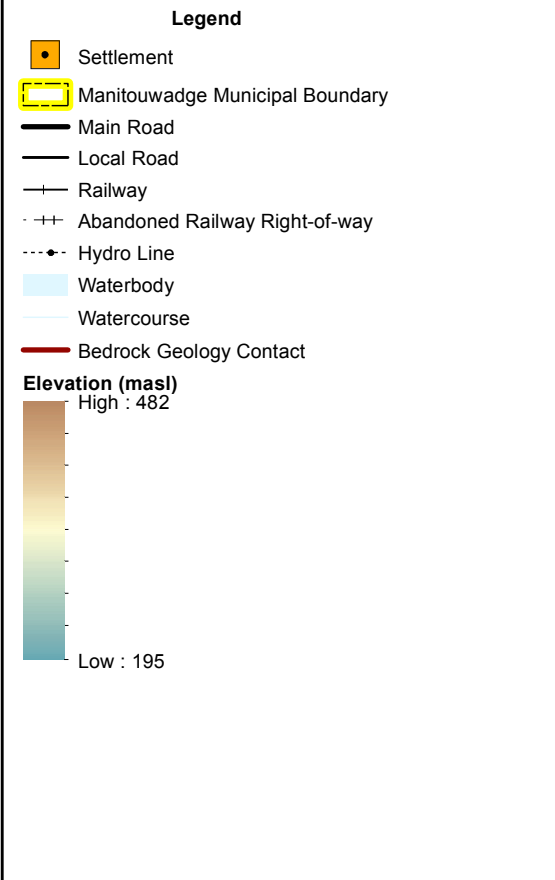 Legend
Settlement
Manitouwadge Municipal Boundary
Main Road
Local Road
Railway
Abandoned Railway Right-of-way
Hydro Line
Waterbody
Watercourse
Bedrock Geology Contact
Elevation (masl)
High : 482
Low : 195